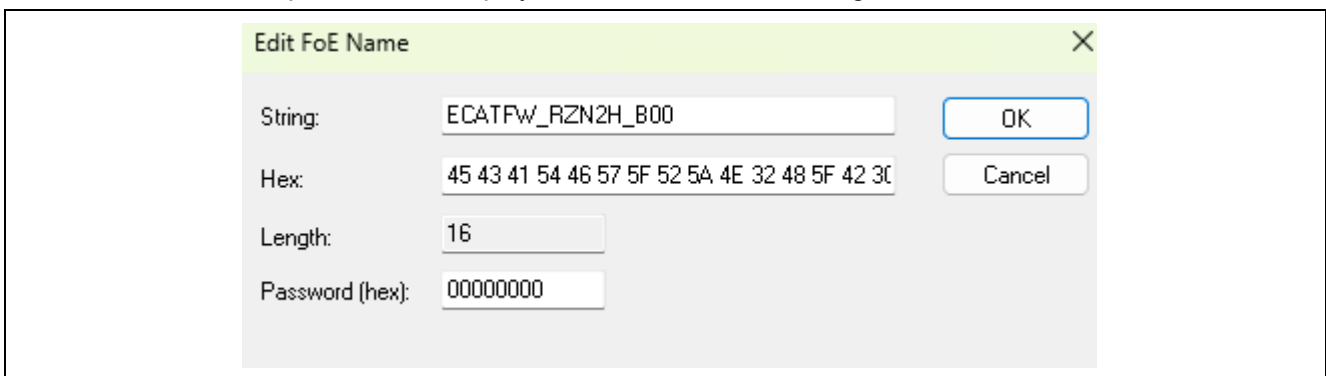 Edit FoE Name
String: ECATFW_RZN2H_B00 OK
Hex: 45 43 41 54 46 57 5F 52 5A 4E 32 48 5F 42 30 Cancel
Length: 16
Password (hex): 00000000